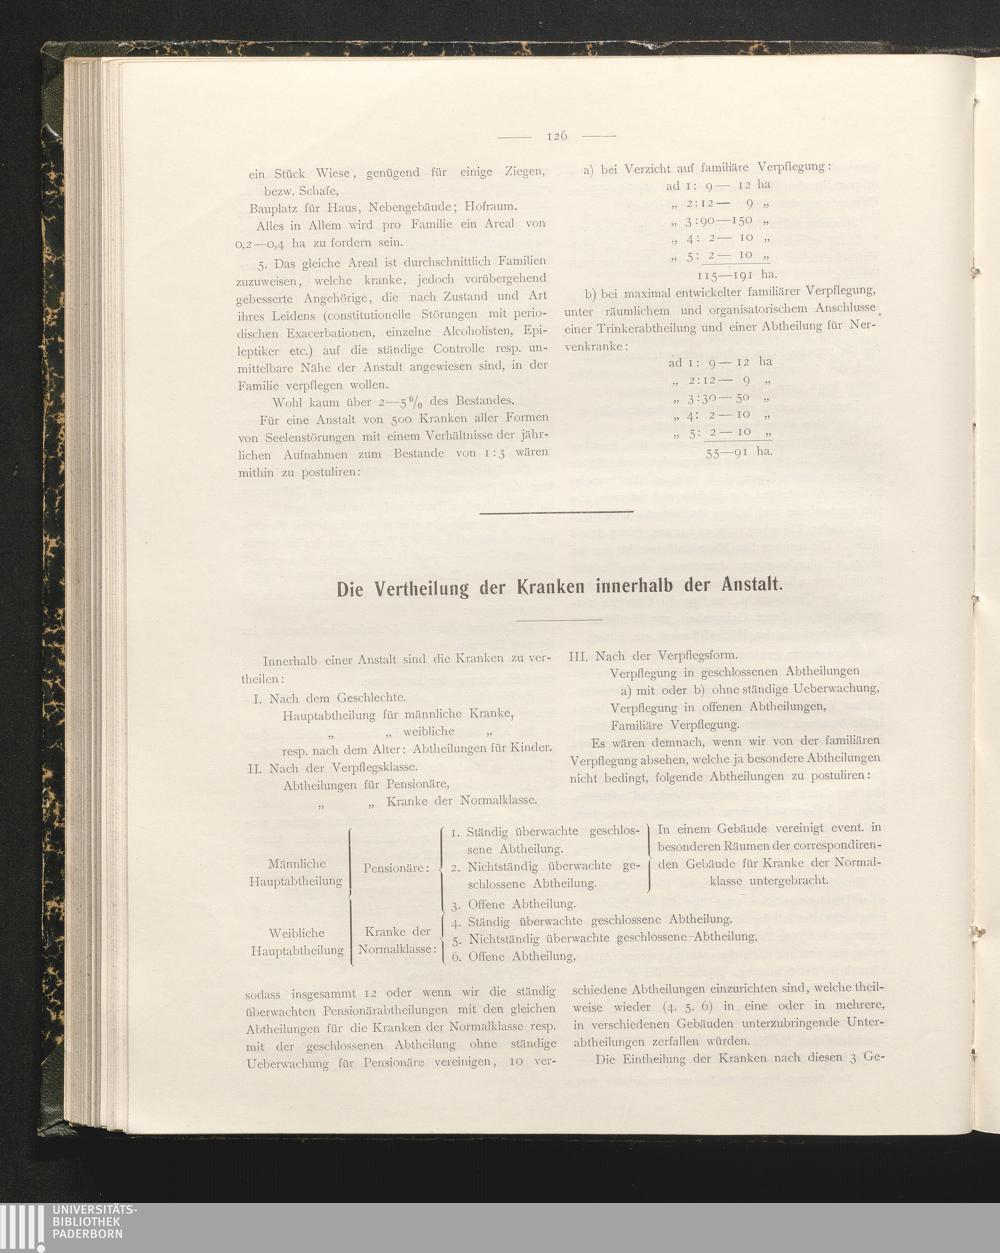 126
ein Stück Wiese, genügend für einige Ziegen,
bezw. Schafe,
Bauplatz für Haus, Nebengebäude; Hofraum.
Alles in Allem wird pro Familie ein Areal von
0,2—0,4 ha zu fordern sein.
5. Das gleiche Areal ist durchschnittlich Familien
zuzuweisen, welche kranke, jedoch vorübergehend
gebesserte Angehörige, die nach Zustand und Art
ihres Leidens (constitutionelle Störungen mit perio-
dischen Exacerbationen, einzelne Alcoholisten, Epi-
leptiker etc.) auf die ständige Controlle resp. un-
mittelbare Nähe der Anstalt angewiesen sind, in der
Familie verpflegen wollen.
Wohl kaum über 2—5 % des Bestandes.
Für eine Anstalt von 500 Kranken aller Formen
von Seelenstörungen mit einem Verhältnisse der jähr-
lichen Aufnahmen zum Bestande von 1:3 wären
mithin zu postuliren:
a) bei Verzicht auf familiäre Verpflegung:
ad 1: 9— 12 ha
„ 2:12— 9 „
„ 3:90—150 „
„ 4: 2— 10 „
„ 5: 2— 10 „
115—191 ha.
b) bei maximal entwickelter familiärer Verpflegung,
unter räumlichem und organisatorischem Anschlusse
einer Trinkerabtheilung und einer Abtheilung für Ner-
venkranke:
ad 1: 9—12 ha
„ 2:12— 9 „
„ 3:30—50 „
„ 4: 2—10 „
„ 5: 2—10 „
55—91 ha.
Die Vertheilung der Kranken innerhalb der Anstalt.
Innerhalb einer Anstalt sind die Kranken zu ver-
theilen:
I. Nach dem Geschlechte.
Hauptabtheilung für männliche Kranke,
„ „ weibliche „
resp. nach dem Alter: Abtheilungen für Kinder.
II. Nach der Verpflegsklasse.
Abtheilungen für Pensionäre,
„ „ Kranke der Normalklasse.
III. Nach der Verpflegsform.
Verpflegung in geschlossenen Abtheilungen
a) mit oder b) ohne ständige Ueberwachung,
Verpflegung in offenen Abtheilungen,
Familiäre Verpflegung.
Es wären demnach, wenn wir von der familiären
Verpflegung absehen, welche ja besondere Abtheilungen
nicht bedingt, folgende Abtheilungen zu postuliren:
Männliche
Hauptabtheilung
Weibliche
Hauptabtheilung
Pensionäre:
Kranke der
Normalklasse:
1. Ständig überwachte geschlos-
sene Abtheilung.
2. Nichtständig überwachte ge-
schlossene Abtheilung.
In einem Gebäude vereinigt event. in
besonderen Räumen der correspondiren-
den Gebäude für Kranke der Normal-
klasse untergebracht.
3. Offene Abtheilung.
4. Ständig überwachte geschlossene Abtheilung.
5. Nichtständig überwachte geschlossene Abtheilung.
6. Offene Abtheilung,
sodass insgesammt 12 oder wenn wir die ständig
überwachten Pensionärabtheilungen mit den gleichen
Abtheilungen für die Kranken der Normalklasse resp.
mit der geschlossenen Abtheilung ohne ständige
Ueberwachung für Pensionäre vereinigen, 10 ver-
schiedene Abtheilungen einzurichten sind, welche theil-
weise wieder (4. 5. 6) in eine oder in mehrere,
in verschiedenen Gebäuden unterzubringende Unter-
abtheilungen zerfallen würden.
Die Eintheilung der Kranken nach diesen 3 Ge-
UNIVERSITÄTS-
BIBLIOTHEK
PADERBORN